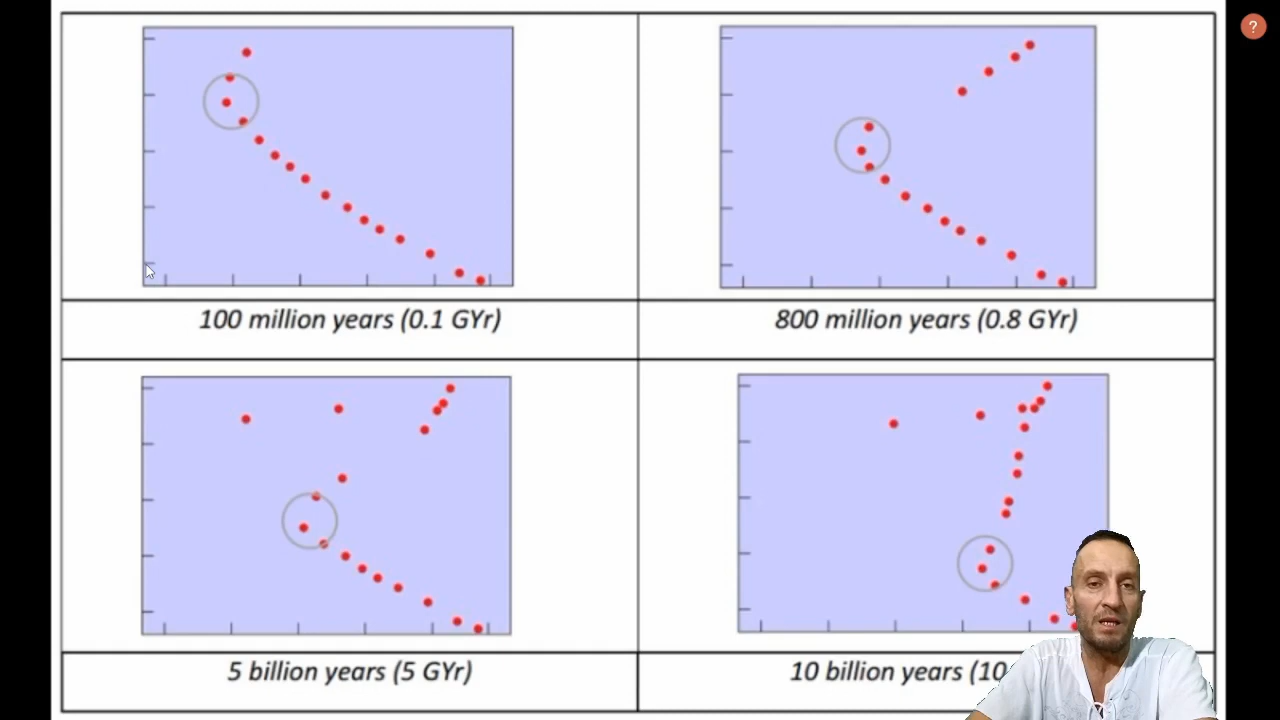 ?
100 million years (0.1 GYr)
800 million years (0.8 GYr)
5 billion years (5 GYr)
10 billion years (10